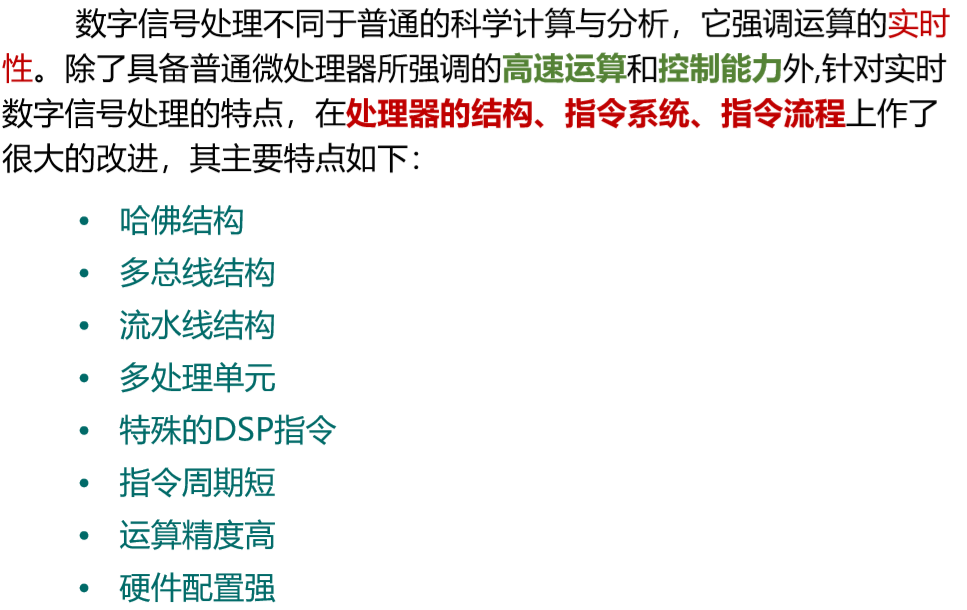 数字信号处理不同于普通的科学计算与分析，它强调运算的实时
性。除了具备普通微处理器所强调的高速运算和控制能力外,针对实时
数字信号处理的特点，在处理器的结构、指令系统、指令流程上作了
很大的改进，其主要特点如下：
• 哈佛结构
• 多总线结构
• 流水线结构
• 多处理单元
• 特殊的DSP指令
• 指令周期短
• 运算精度高
• 硬件配置强